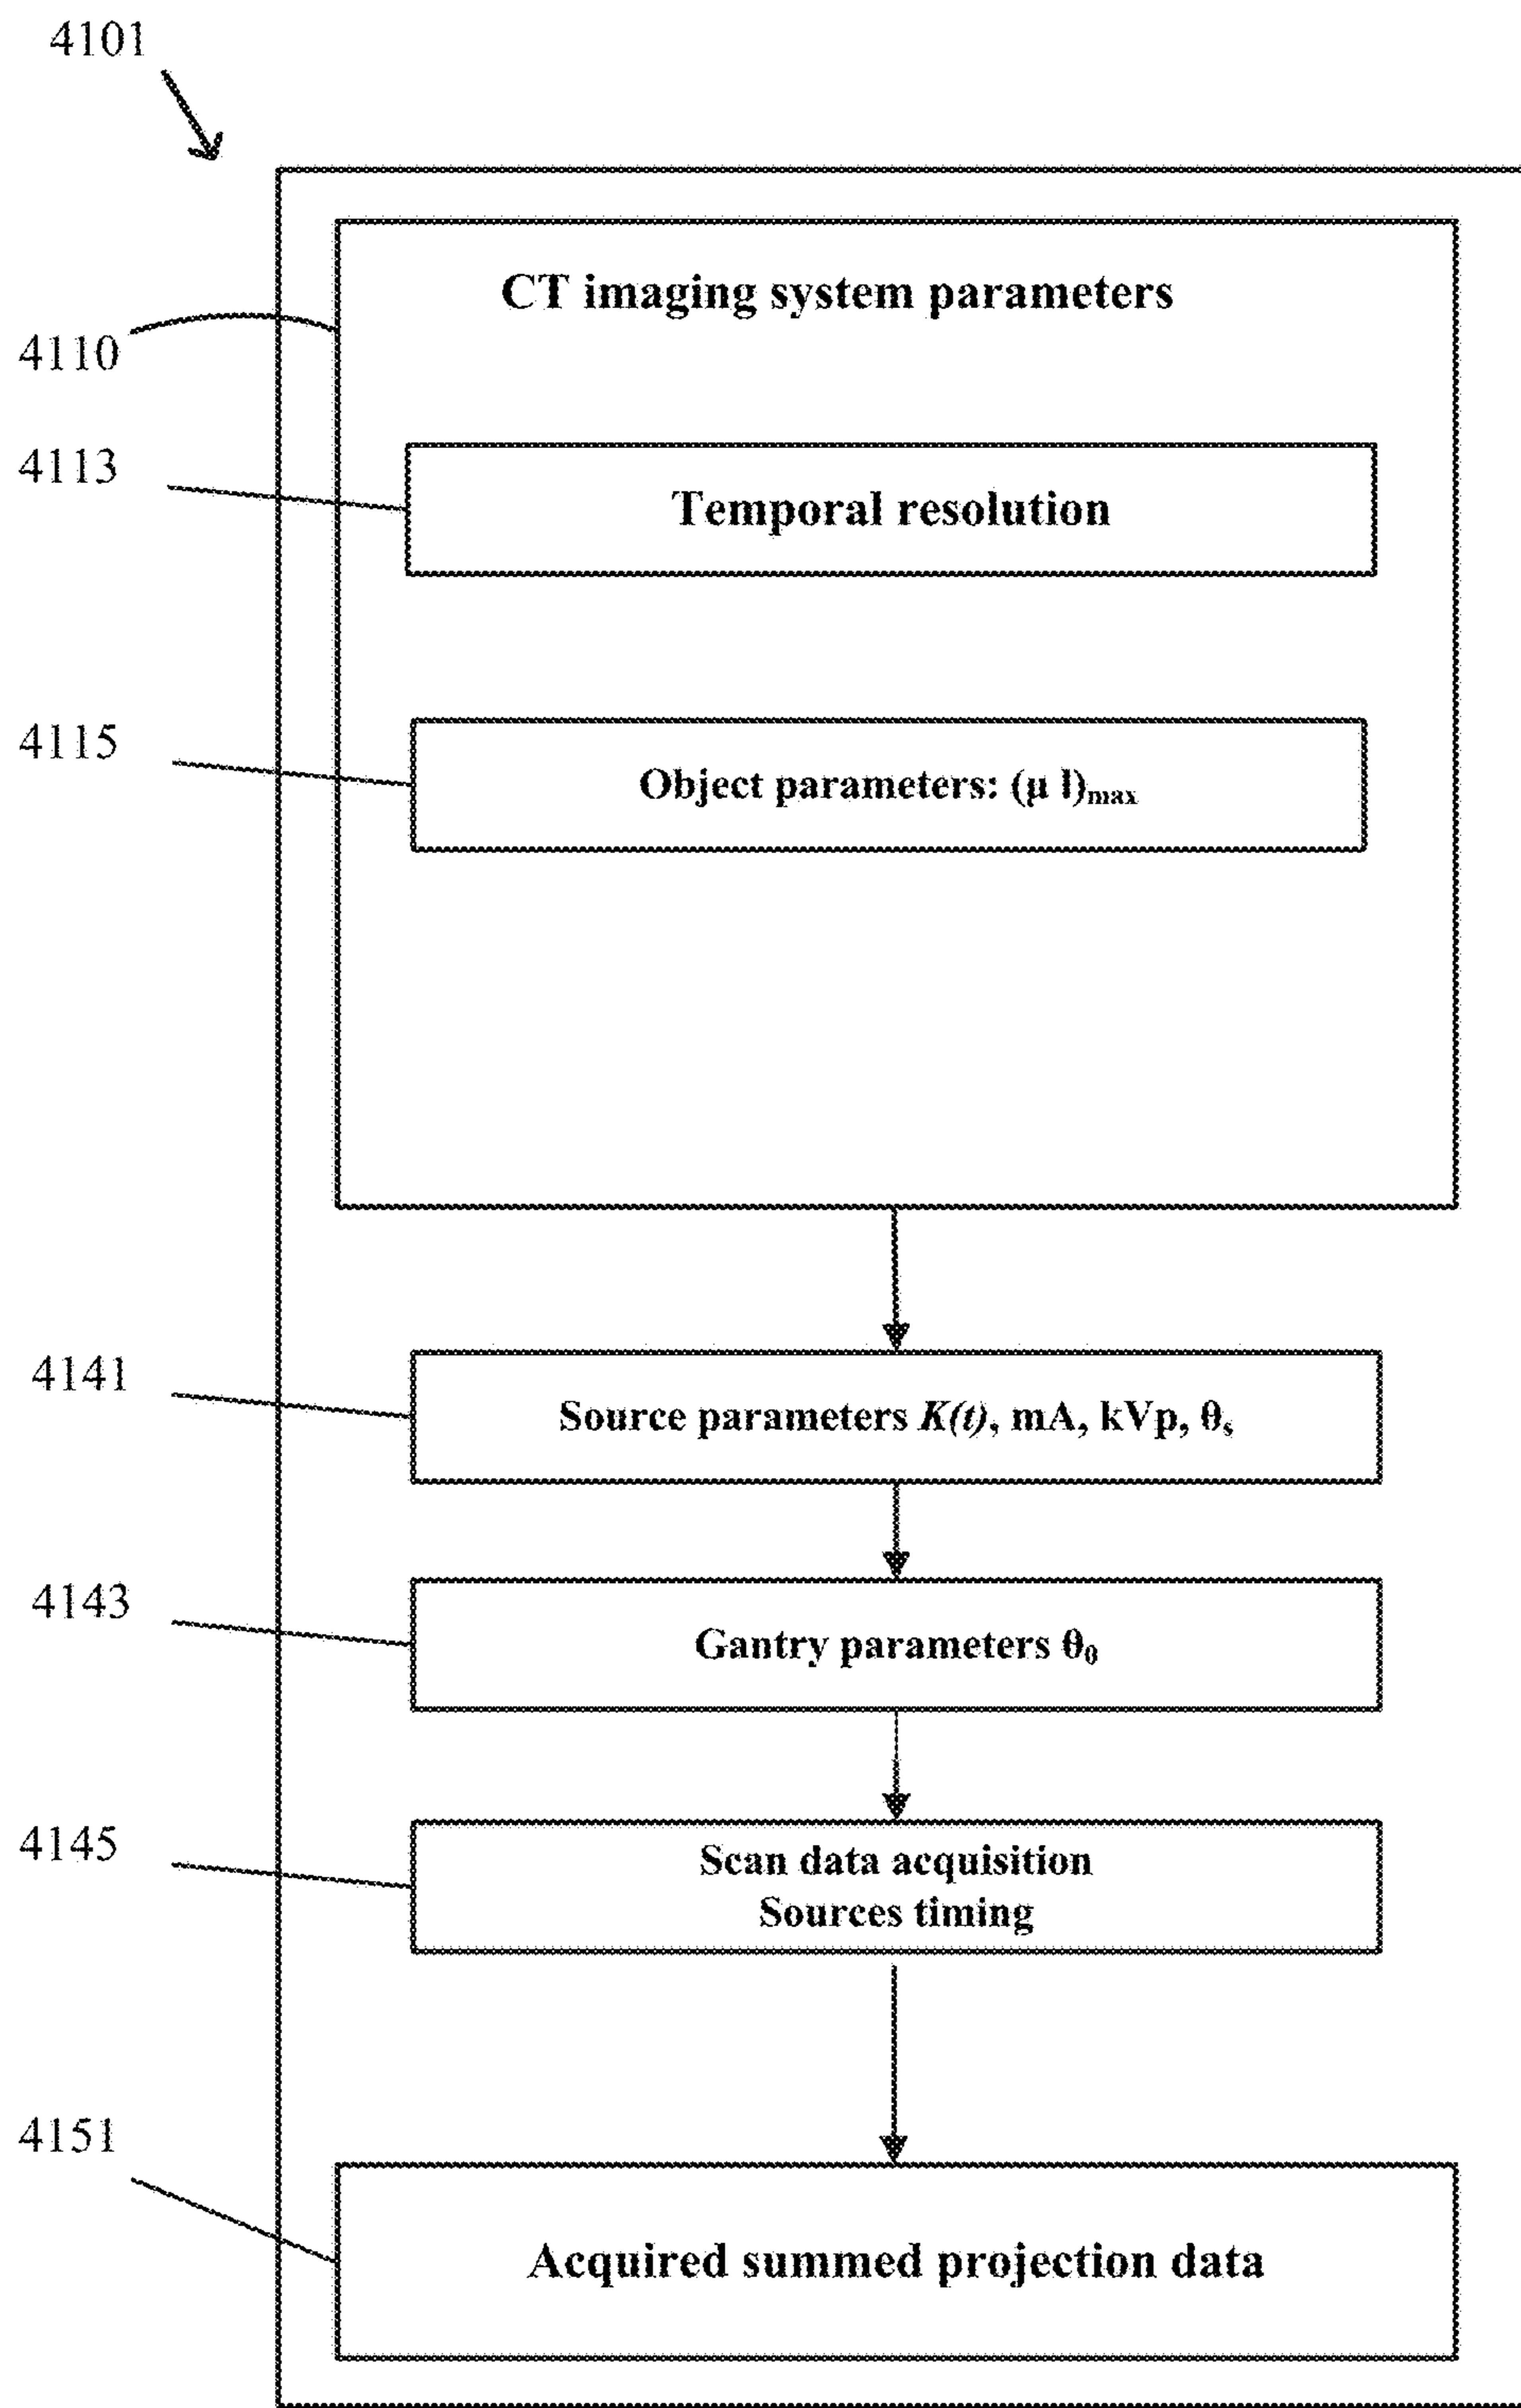 4101
CT imaging system parameters
4110
4113
Temporal resolution
4115
Object parameters: (μ l)max
4141
Source parameters K(t), mA, kVp, θs
4143
Gantry parameters θ0
4145
Scan data acquisition
Sources timing
4151
Acquired summed projection data